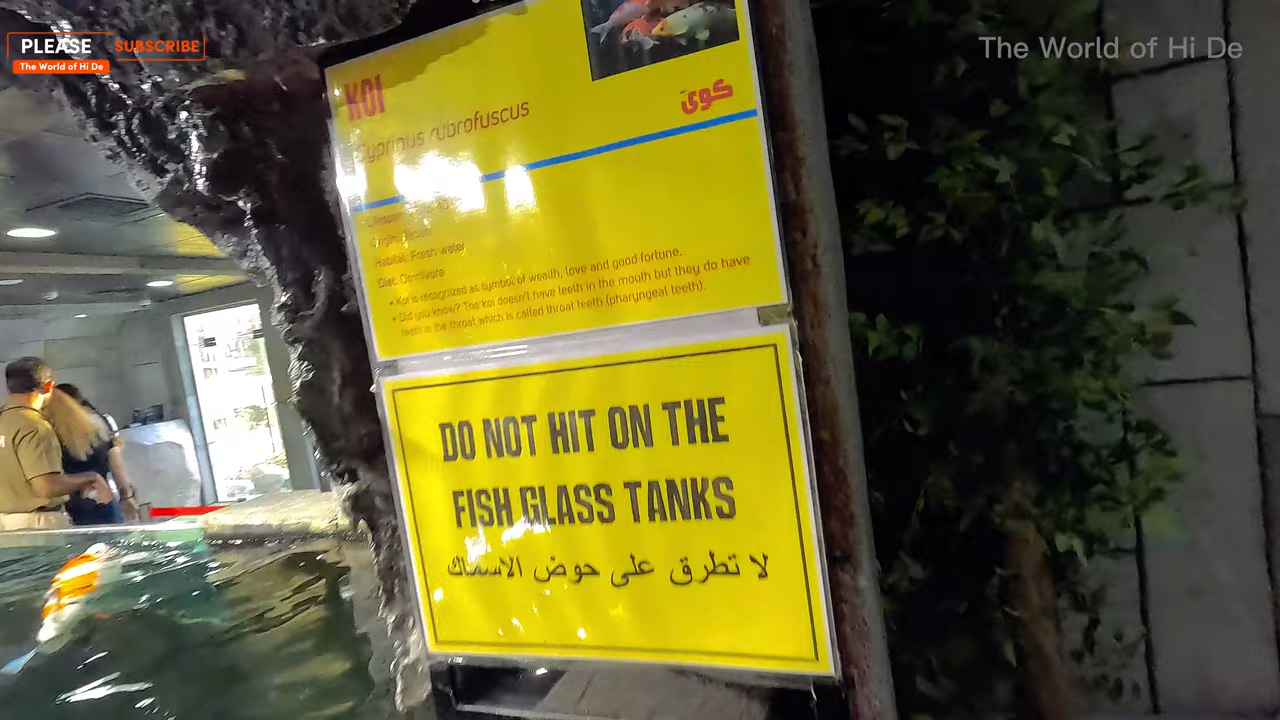 PLEASE SUBSCRIBE
The World of Hi De
The World of Hi De
KOI
كوي
Cyprinus rubrofuscus
Origin:
Habitat: Fresh water
Diet: Omnivore
• Koi is recognized as symbol of wealth, love and good fortune.
• Did you know? The koi doesn't have teeth in the mouth but they do have
teeth in the throat which is called throat teeth (pharyngeal teeth).
DO NOT HIT ON THE
FISH GLASS TANKS
لا تطرق على حوض الاسماك